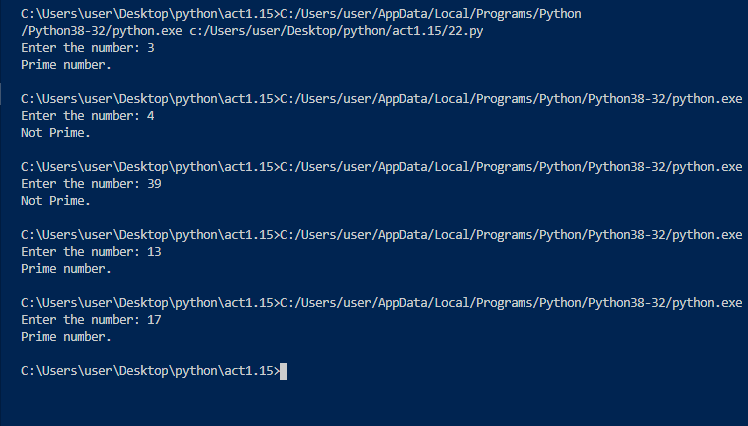 C:\Users\user\Desktop\python\act1.15>C:/Users/user/AppData/Local/Programs/Python
/Python38-32/python.exe c:/Users/user/Desktop/python/act1.15/22.py
Enter the number: 3
Prime number.
C:\Users\user\Desktop\python\act1.15>C:/Users/user/AppData/Local/Programs/Python/Python38-32/python.exe
Enter the number: 4
Not Prime.
C:\Users\user\Desktop\python\act1.15>C:/Users/user/AppData/Local/Programs/Python/Python38-32/python.exe
Enter the number: 39
Not Prime.
C:\Users\user\Desktop\python\act1.15>C:/Users/user/AppData/Local/Programs/Python/Python38-32/python.exe
Enter the number: 13
Prime number.
C:\Users\user\Desktop\python\act1.15>C:/Users/user/AppData/Local/Programs/Python/Python38-32/python.exe
Enter the number: 17
Prime number.
C:\Users\user\Desktop\python\act1.15>